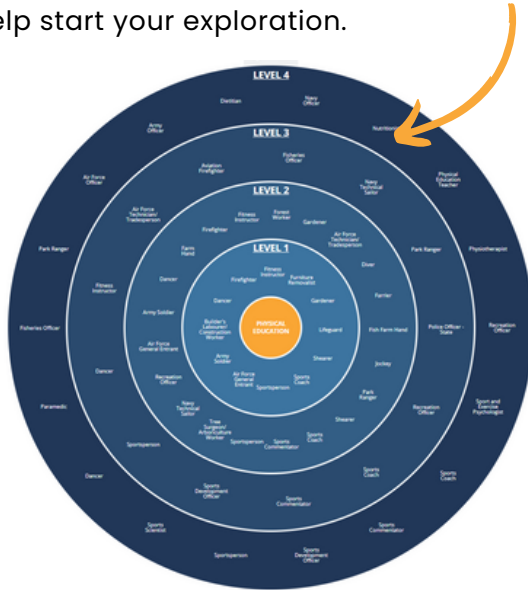 elp start your exploration.
LEVEL 4
Dietitian
Navy
Officer
Army
Officer
Nutritionist
Air Force
Officer
Physical
Education
Teacher
Park Ranger
Physiotherapist
Fisheries Officer
Recreation
Officer
Paramedic
Sport and
Exercise
Psychologist
Dancer
Sports
Coach
Sports
Scientist
Sports
Commentator
Sportsperson
Sports
Development
Officer
LEVEL 3
Aviation
Firefighter
Fisheries
Officer
Air Force
Technician/
Tradesperson
Navy
Technical
Sailor
Fitness
Instructor
Park Ranger
Dancer
Police Officer -
State
Sportsperson
Recreation
Officer
Sports
Development
Officer
Sports
Coach
Sports
Commentator
LEVEL 2
Firefighter
Fitness
Instructor
Forest
Worker
Gardener
Farm
Hand
Air Force
Technician/
Tradesperson
Dancer
Diver
Army Soldier
Farrier
Air Force
General Entrant
Fish Farm Hand
Recreation
Officer
Jockey
Navy
Technical
Sailor
Park
Ranger
Tree
Surgeon/
Arboriculture
Worker
Shearer
Sportsperson
Sports
Commentator
Sports
Coach
LEVEL 1
Firefighter
Fitness
Instructor
Furniture
Removalist
Dancer
Gardener
Builder's
Labourer/
Construction
Worker
Lifeguard
Army
Soldier
Shearer
Air Force
General
Entrant
Sportsperson
Sports
Coach
PHYSICAL
EDUCATION